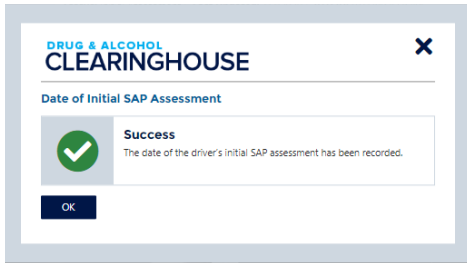 DRUG & ALCOHOL
CLEARINGHOUSE
Date of Initial SAP Assessment
Success
The date of the driver's initial SAP assessment has been recorded.
OK